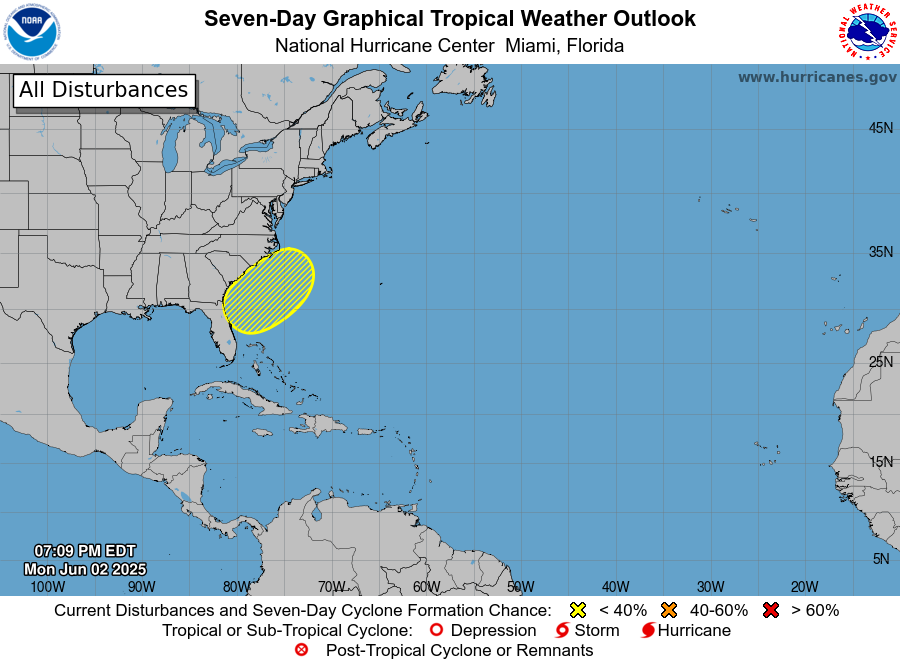 Seven-Day Graphical Tropical Weather Outlook
National Hurricane Center Miami, Florida
NOAA
NATIONAL WEATHER SERVICE
All Disturbances
www.hurricanes.gov
45N
35N
25N
15N
5N
07:09 PM EDT
Mon Jun 02 2025
100W 90W 80W 70W 60W 50W 40W 30W 20W
Current Disturbances and Seven-Day Cyclone Formation Chance: < 40% 40-60% > 60%
Tropical or Sub-Tropical Cyclone: Depression Storm Hurricane
Post-Tropical Cyclone or Remnants